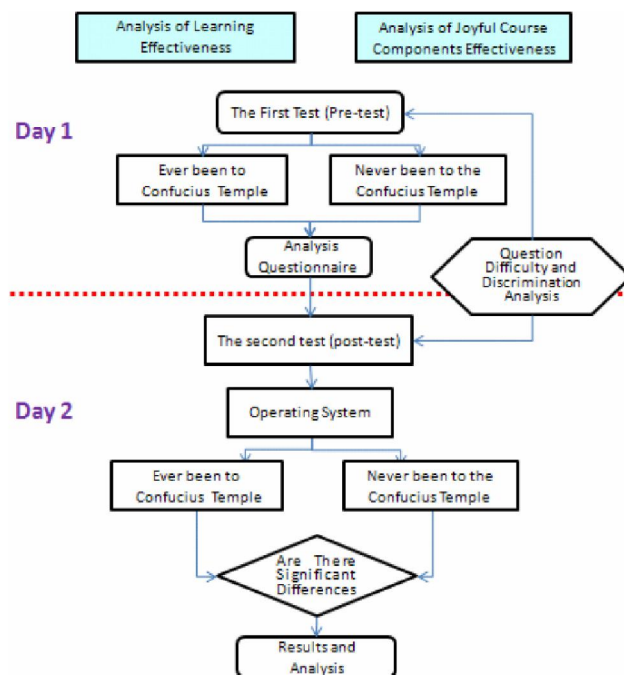 Analysis of Learning
Effectiveness
Analysis of Joyful Course
Components Effectiveness
Day 1
The First Test (Pre-test)
Ever been to
Confucius Temple
Never been to the
Confucius Temple
Analysis
Questionnaire
Question
Difficulty and
Discrimination
Analysis
The second test (post-test)
Day 2
Operating System
Ever been to
Confucius Temple
Never been to the
Confucius Temple
Are There
Significant
Differences
Results and
Analysis